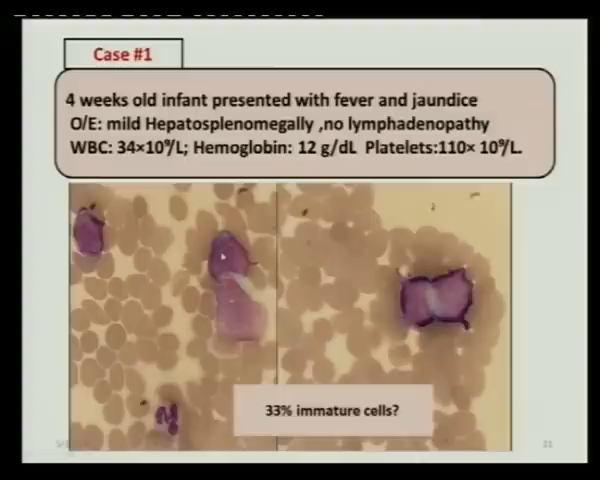 Case #1
4 weeks old infant presented with fever and jaundice
O/E: mild Hepatosplenomegally ,no lymphadenopathy
WBC: 34×10⁹/L; Hemoglobin: 12 g/dL Platelets:110× 10⁹/L.
33% immature cells?